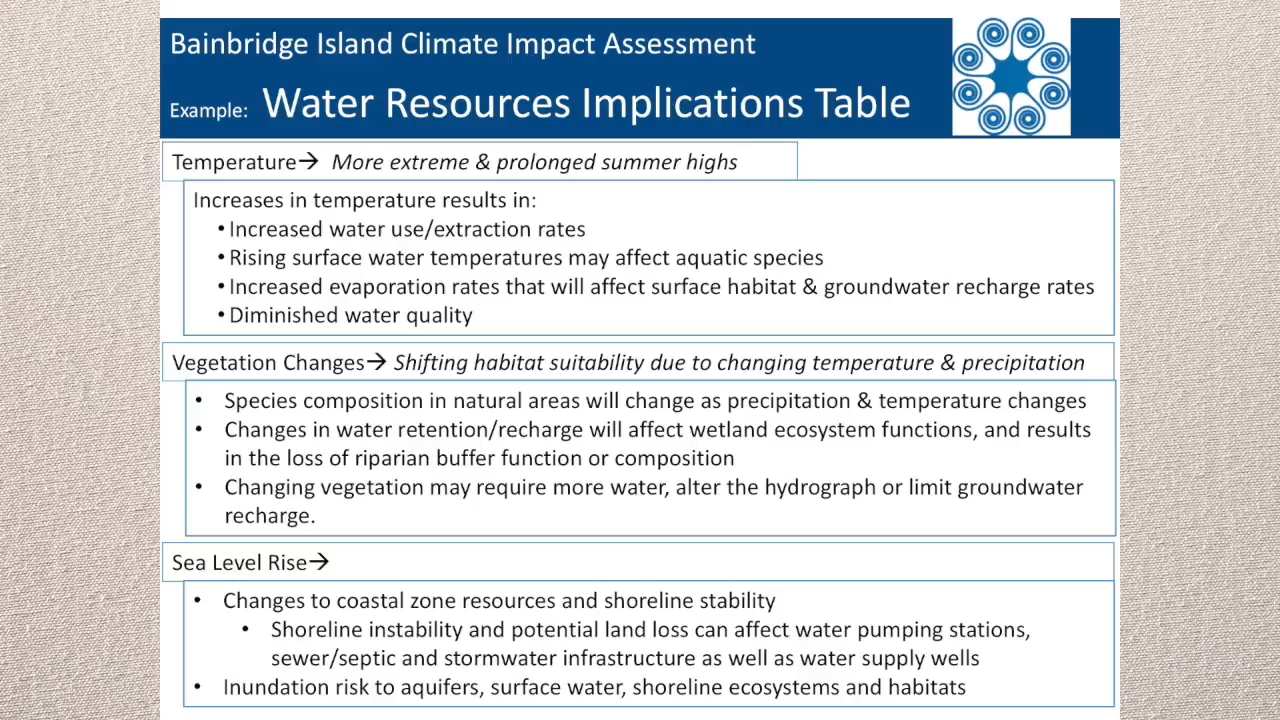 Bainbridge Island Climate Impact Assessment
Example: Water Resources Implications Table
Temperature→ More extreme & prolonged summer highs
Increases in temperature results in:
• Increased water use/extraction rates
• Rising surface water temperatures may affect aquatic species
• Increased evaporation rates that will affect surface habitat & groundwater recharge rates
• Diminished water quality
Vegetation Changes→ Shifting habitat suitability due to changing temperature & precipitation
• Species composition in natural areas will change as precipitation & temperature changes
• Changes in water retention/recharge will affect wetland ecosystem functions, and results
in the loss of riparian buffer function or composition
• Changing vegetation may require more water, alter the hydrograph or limit groundwater
recharge.
Sea Level Rise→
• Changes to coastal zone resources and shoreline stability
• Shoreline instability and potential land loss can affect water pumping stations,
sewer/septic and stormwater infrastructure as well as water supply wells
• Inundation risk to aquifers, surface water, shoreline ecosystems and habitats